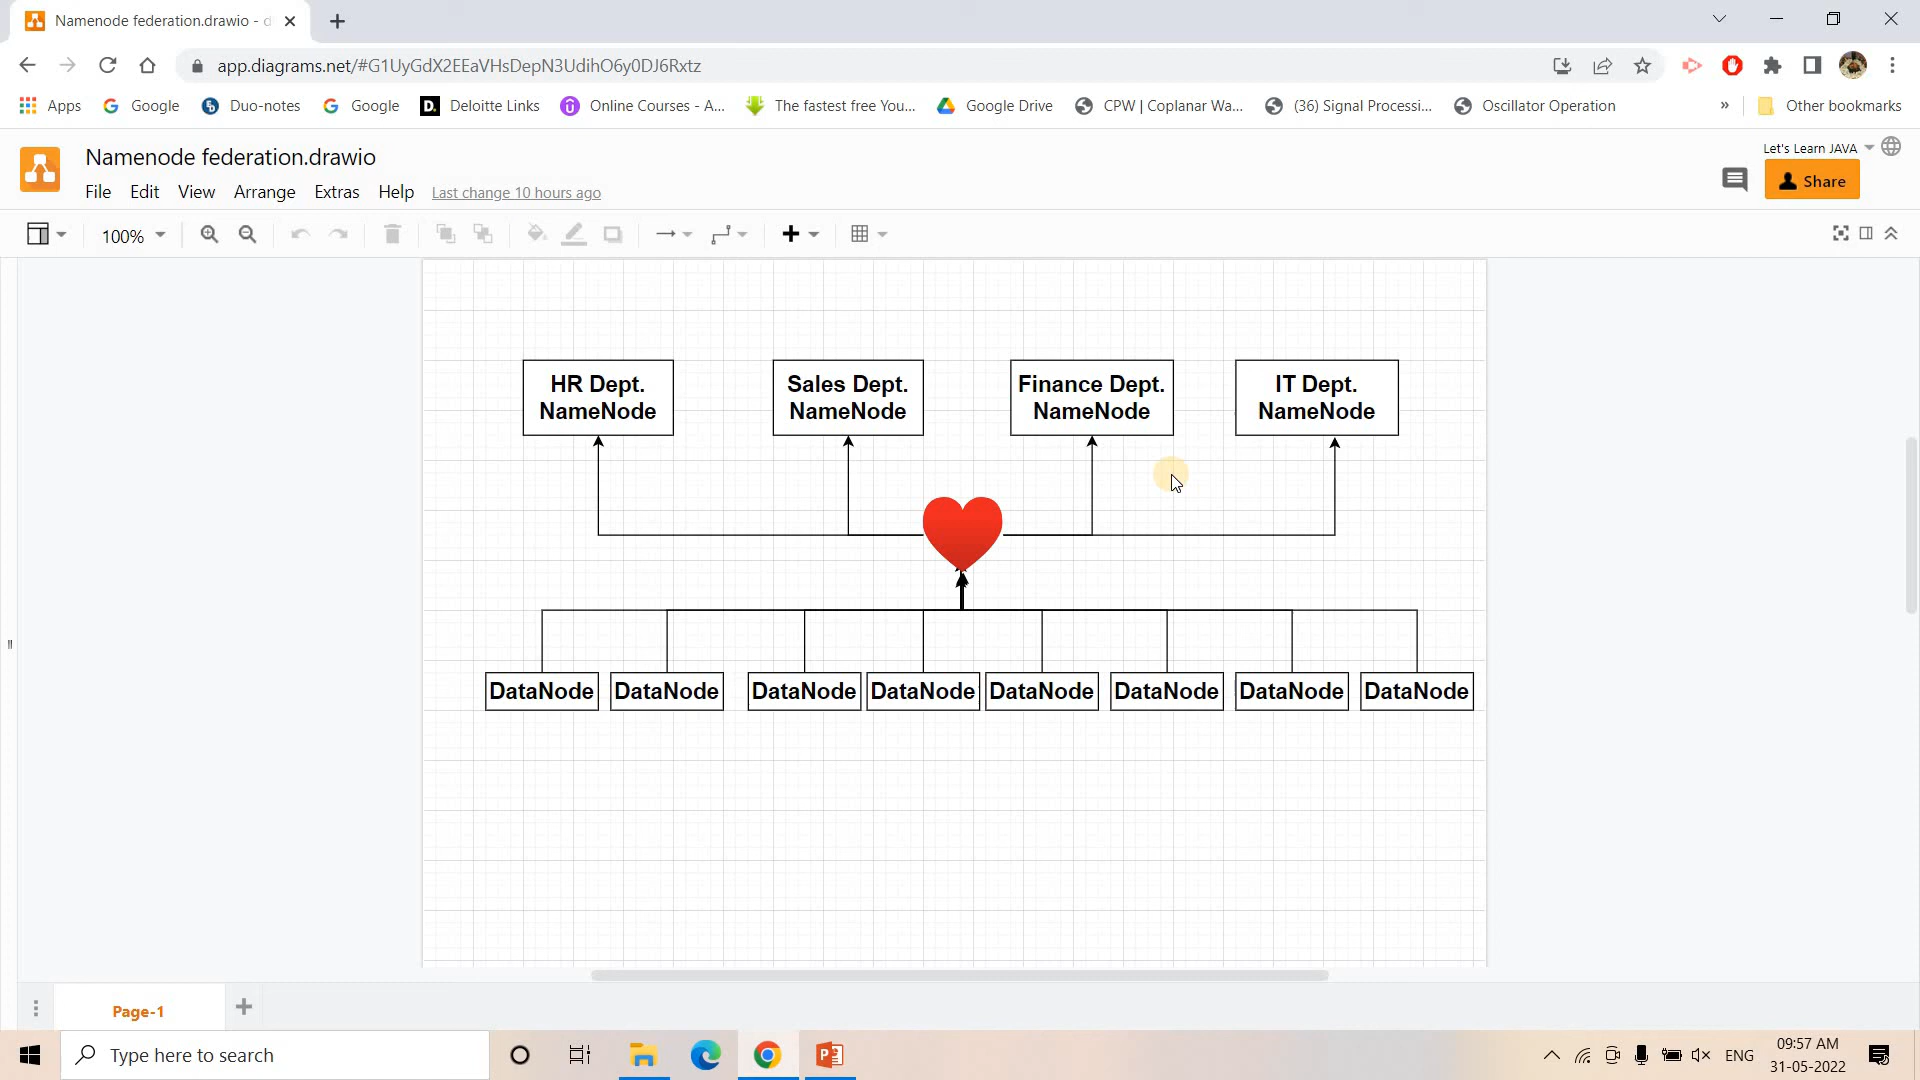 Namenode federation.drawio - d
app.diagrams.net/#G1UyGdX2EEaVHsDepN3UdihO6y0DJ6Rxtz
Apps
Google
Duo-notes
Google
D.
Deloitte Links
Online Courses - A...
The fastest free You...
Google Drive
CPW | Coplanar Wa...
(36) Signal Processi...
Oscillator Operation
»
Other bookmarks
Namenode federation.drawio
Let's Learn JAVA
File
Edit
View
Arrange
Extras
Help
Last change 10 hours ago
Share
100%
HR Dept.
NameNode
Sales Dept.
NameNode
Finance Dept.
NameNode
IT Dept.
NameNode
DataNode
DataNode
DataNode
DataNode
DataNode
DataNode
DataNode
DataNode
Page-1
Type here to search
ENG
09:57 AM
31-05-2022